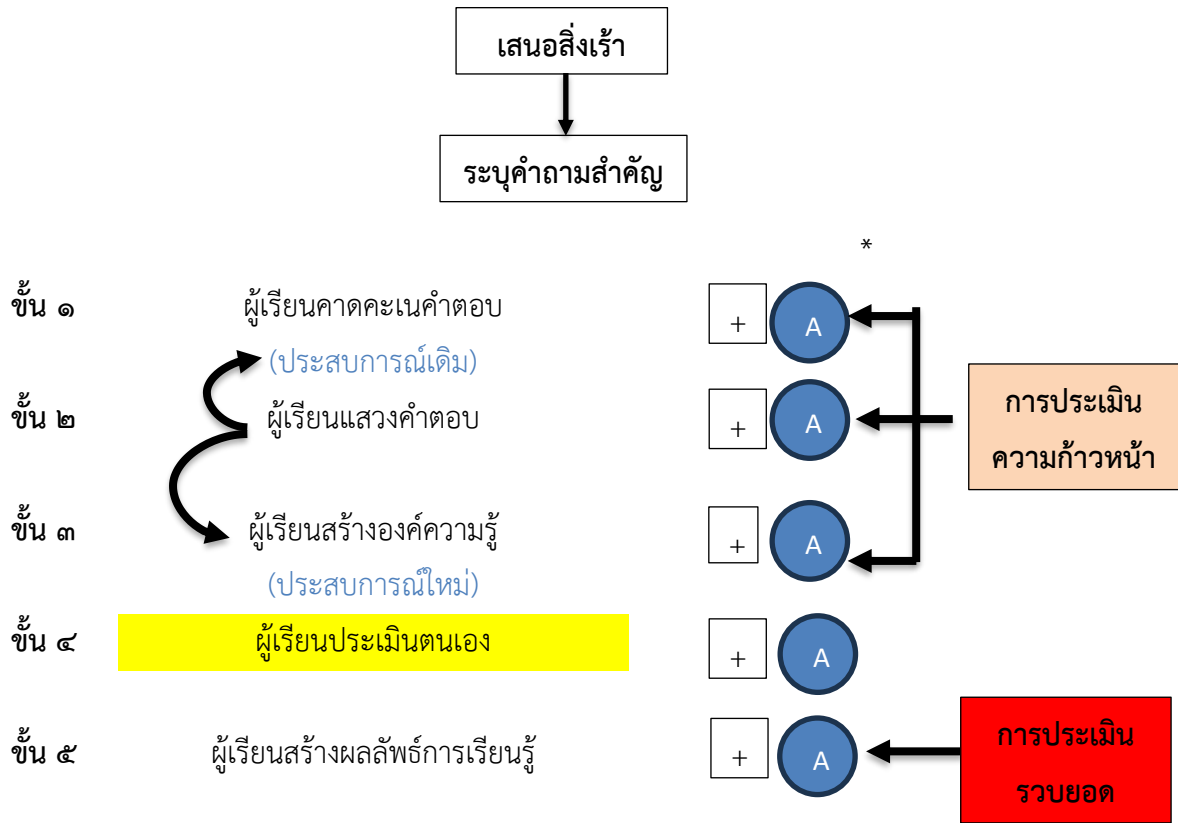 เสนอสิ่งเร้า
ระบุคำถามสำคัญ
*
ขั้น ๑ ผู้เรียนคาดคะเนคำตอบ + A
(ประสบการณ์เดิม)
ขั้น ๒ ผู้เรียนแสวงคำตอบ + A
การประเมิน
ความก้าวหน้า
ขั้น ๓ ผู้เรียนสร้างองค์ความรู้ + A
(ประสบการณ์ใหม่)
ขั้น ๔ ผู้เรียนประเมินตนเอง + A
ขั้น ๕ ผู้เรียนสร้างผลลัพธ์การเรียนรู้ + A
การประเมิน
รวบยอด